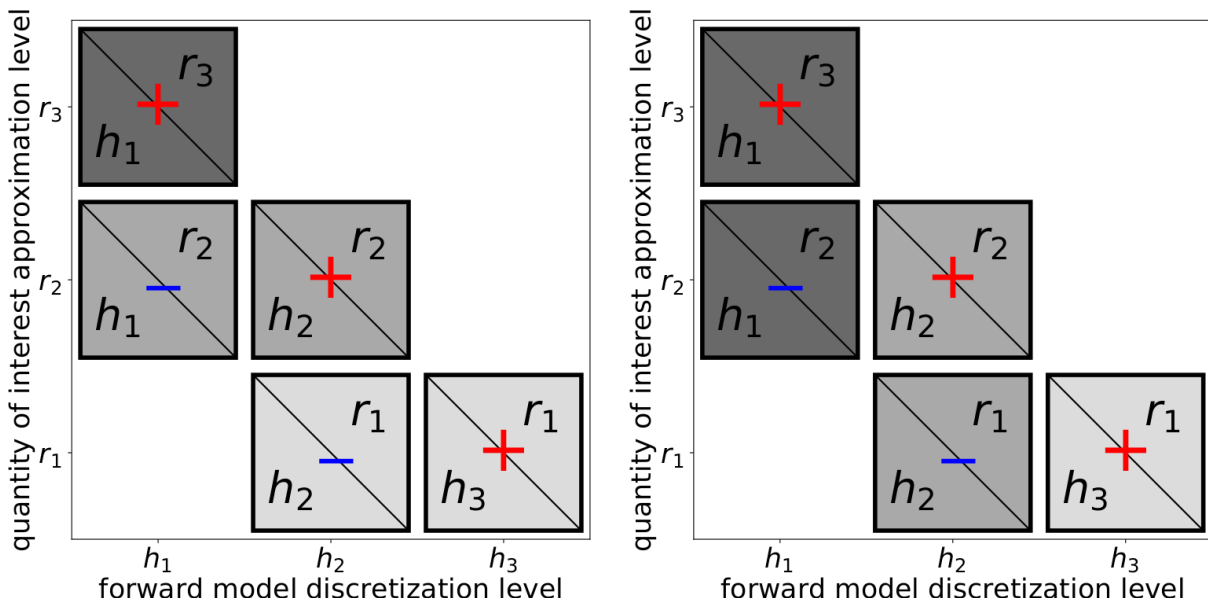 quantity of interest approximation level
r3
r2
r1
r3
h1
r2
h1
r2
h2
r1
h2
r1
h3
h1
h2
h3
forward model discretization level
quantity of interest approximation level
r3
r2
r1
r3
h1
+
r2
h1
−
r2
h2
+
r1
h2
−
r1
h3
+
h1
h2
h3
forward model discretization level